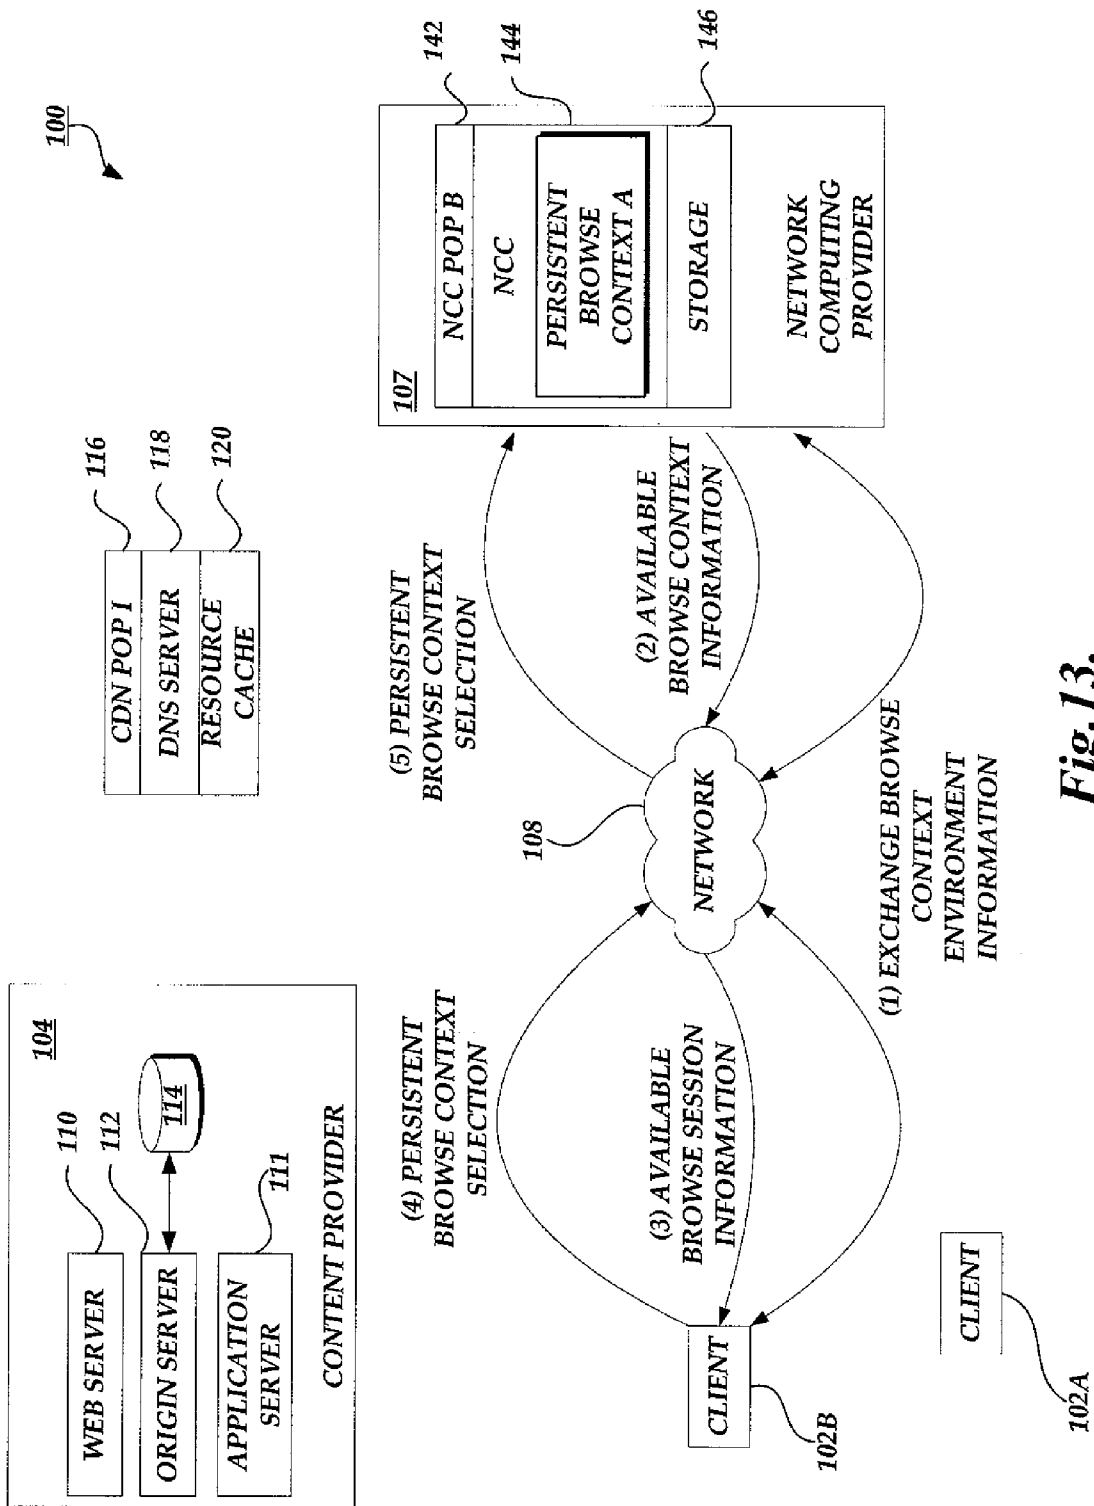 100
104
WEB SERVER
110
ORIGIN SERVER
112
114
APPLICATION
SERVER
111
CONTENT PROVIDER
CDN POP I
116
DNS SERVER
118
RESOURCE
CACHE
120
107
NCC POP B
142
NCC
144
PERSISTENT
BROWSE
CONTEXT A
STORAGE
146
NETWORK
COMPUTING
PROVIDER
(4) PERSISTENT
BROWSE CONTEXT
SELECTION
(5) PERSISTENT
BROWSE CONTEXT
SELECTION
108
NETWORK
(3) AVAILABLE
BROWSE SESSION
INFORMATION
(2) AVAILABLE
BROWSE CONTEXT
INFORMATION
CLIENT
102B
(1) EXCHANGE BROWSE
CONTEXT
ENVIRONMENT
INFORMATION
CLIENT
102A
Fig.13.